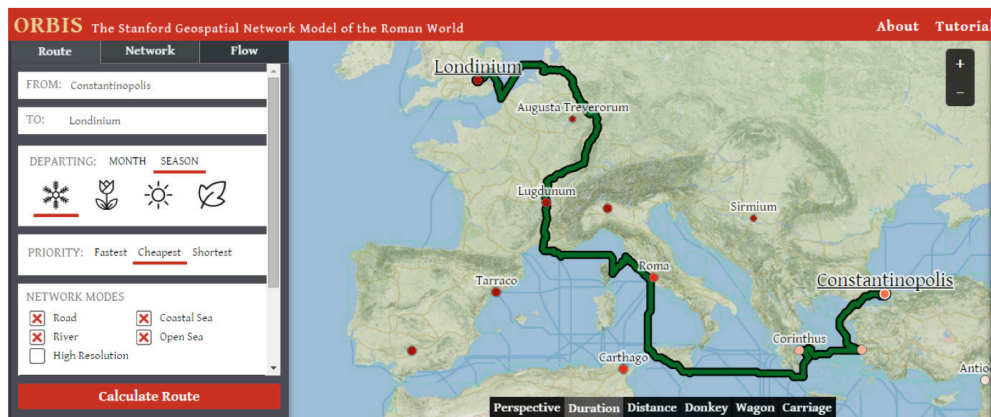 ORBIS The Stanford Geospatial Network Model of the Roman World
About Tutorial
Route Network Flow
FROM: Constantinopolis
TO: Londinium
DEPARTING: MONTH SEASON
PRIORITY: Fastest Cheapest Shortest
NETWORK MODES
Road Coastal Sea
River Open Sea
High Resolution
Calculate Route
+
−
Londinium
Augusta Treverorum
Lugdunum
Sirmium
Roma
Constantinopolis
Tarraco
Corinthus
Carthago
Antioc
Perspective Duration Distance Donkey Wagon Carriage